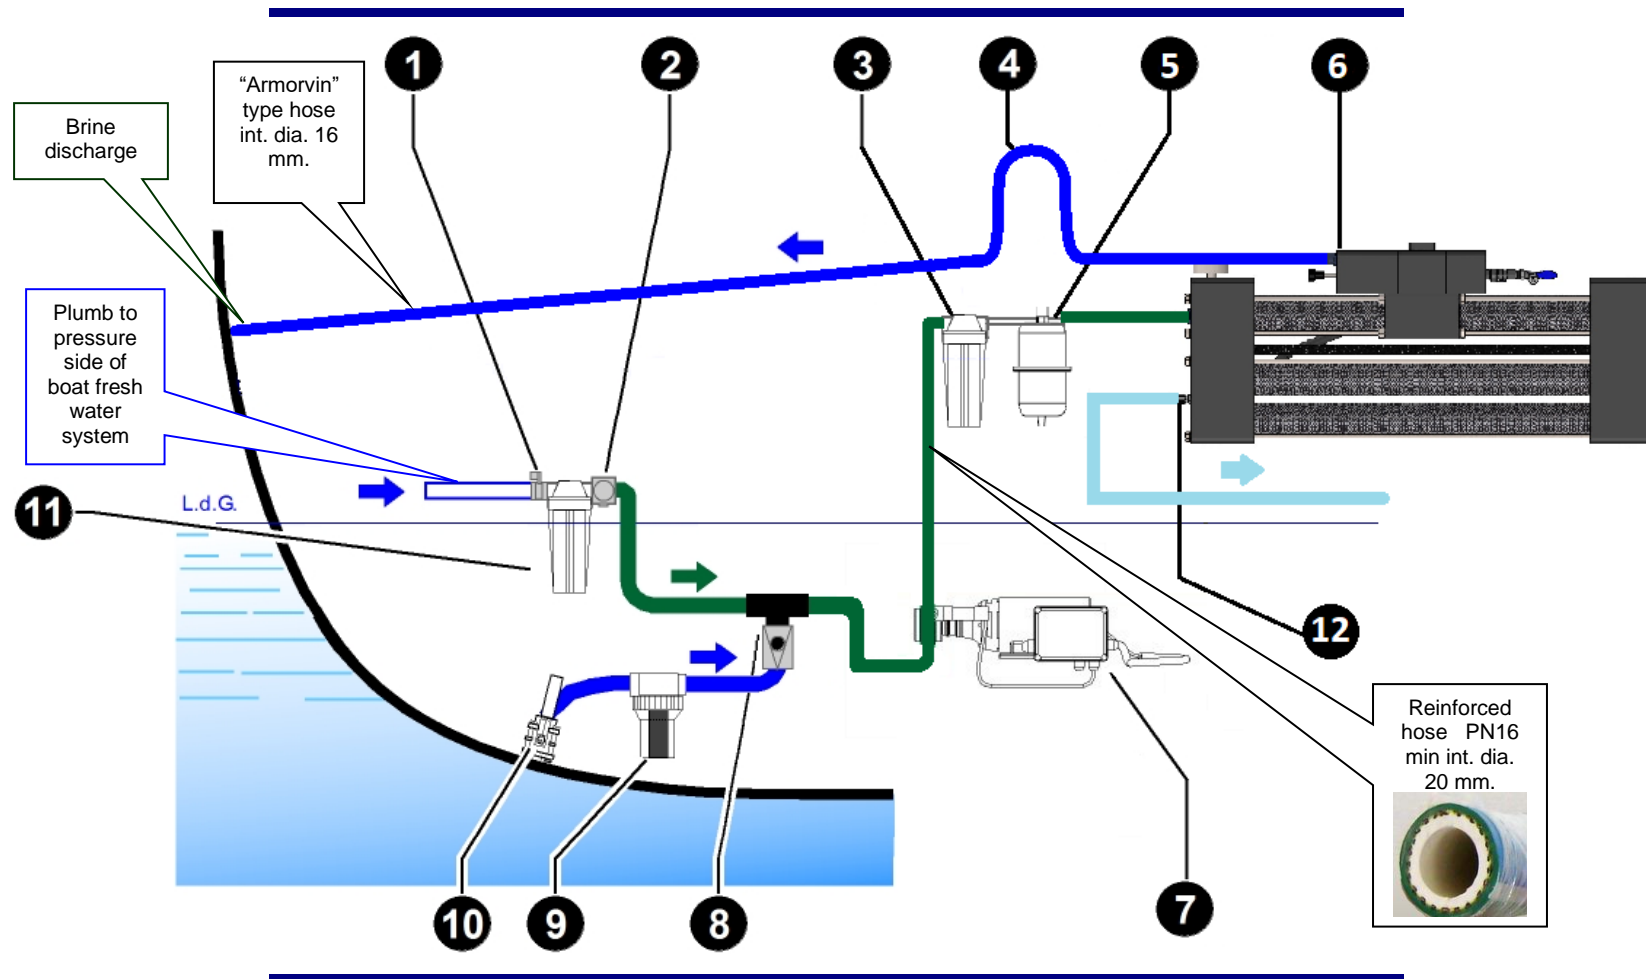 1
2
3
4
5
6
“Armorvin”
type hose
int. dia. 16
mm.
Brine
discharge
Plumb to
pressure
side of
boat fresh
water
system
11
L.d.G.
12
Reinforced
hose PN16
min int. dia.
20 mm.
10
9
8
7